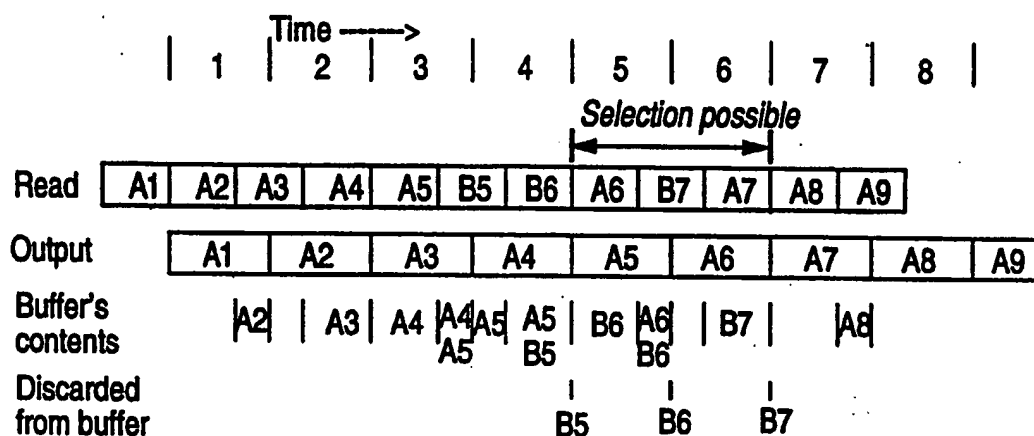 Time ------>
1 2 3 4 5 6 7 8
Selection possible
Read A1 A2 A3 A4 A5 B5 B6 A6 B7 A7 A8 A9
Output A1 A2 A3 A4 A5 A6 A7 A8 A9
Buffer's A2 A3 A4 A4 A5 A5 B6 A6 B7 A8
contents A5 B5 B6
Discarded
from buffer B5 B6 B7